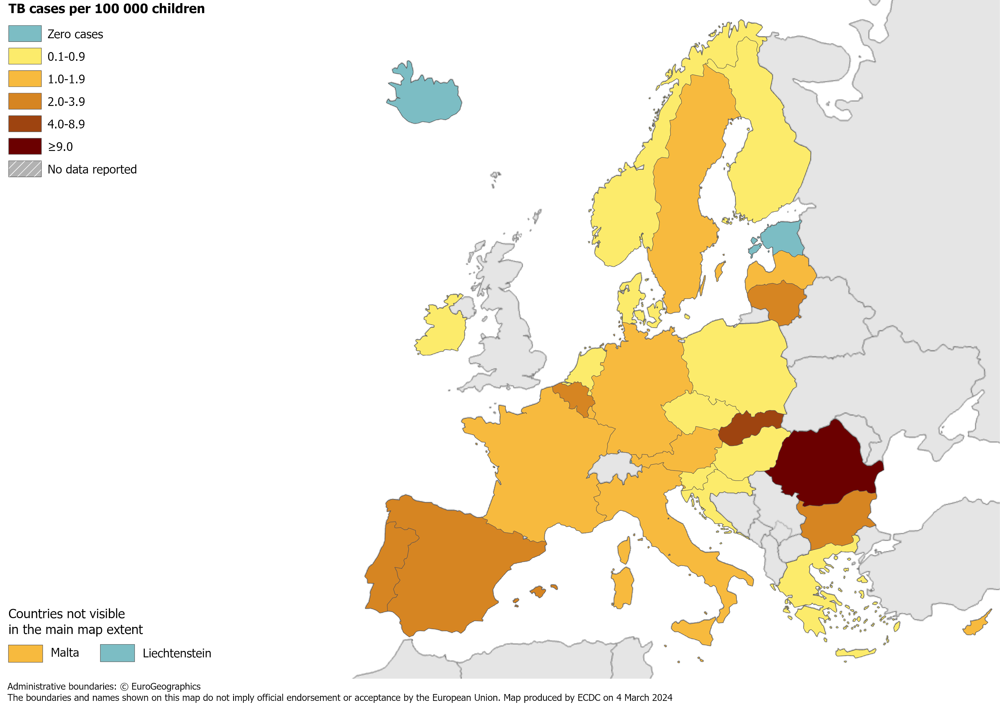 TB cases per 100 000 children
Zero cases
0.1-0.9
1.0-1.9
2.0-3.9
4.0-8.9
≥9.0
No data reported
Countries not visible
in the main map extent
Malta
Liechtenstein
Administrative boundaries: © EuroGeographics
The boundaries and names shown on this map do not imply official endorsement or acceptance by the European Union. Map produced by ECDC on 4 March 2024